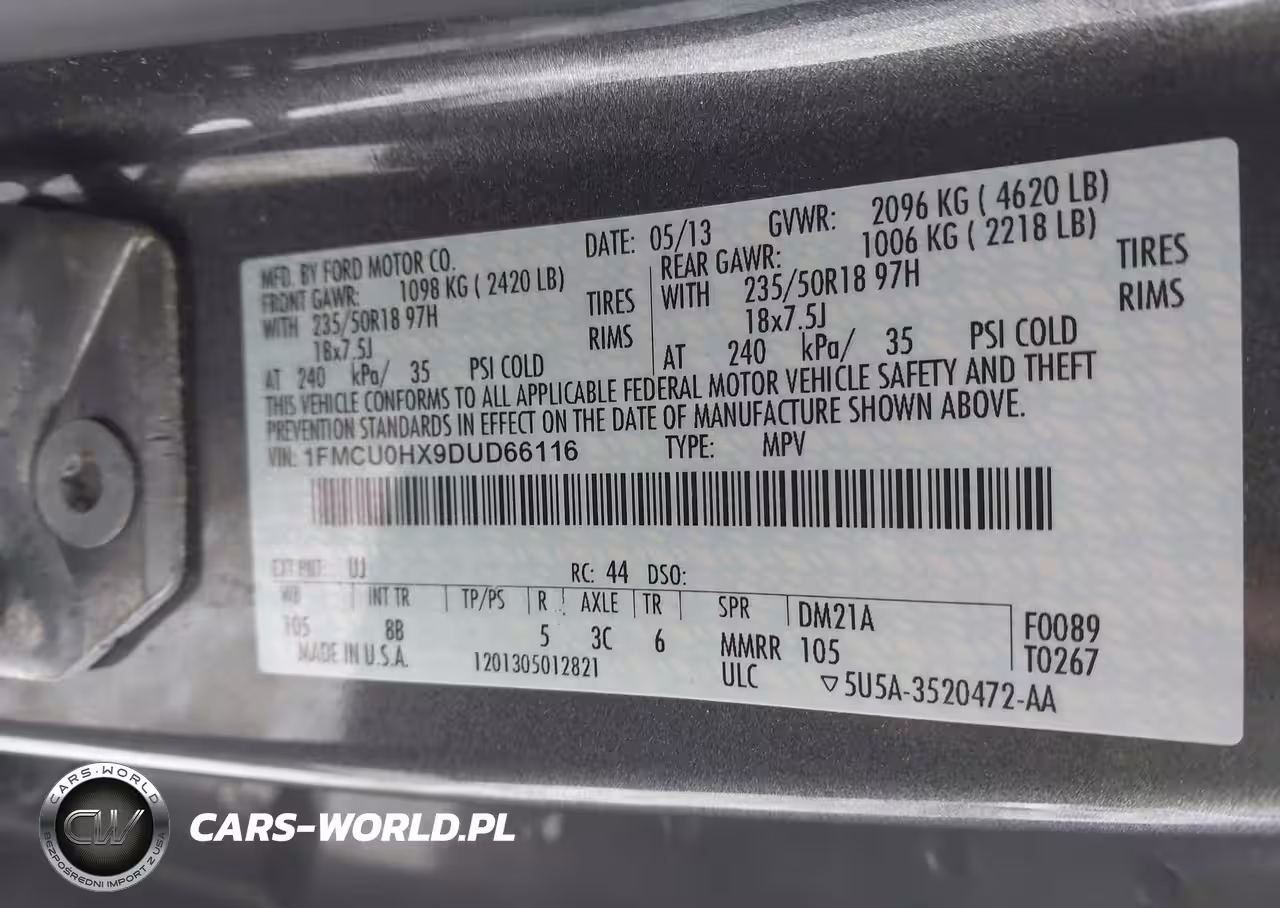 MFD. BY FORD MOTOR CO. DATE: 05/13 GVWR: 2096 KG ( 4620 LB)
FRONT GAWR: 1098 KG ( 2420 LB) REAR GAWR: 1006 KG ( 2218 LB)
WITH 235/50R18 97H TIRES WITH 235/50R18 97H TIRES
18x7.5J RIMS 18x7.5J RIMS
AT 240 kPa/ 35 PSI COLD AT 240 kPa/ 35 PSI COLD
THIS VEHICLE CONFORMS TO ALL APPLICABLE FEDERAL MOTOR VEHICLE SAFETY AND THEFT
PREVENTION STANDARDS IN EFFECT ON THE DATE OF MANUFACTURE SHOWN ABOVE.
VIN: 1FMCU0HX9DUD66116 TYPE: MPV
EXT PNT: UJ RC: 44 DSO:
WB INT TR TP/PS R AXLE TR SPR DM21A F0089
105 8B 5 3C 6 MMRR 105 T0267
MADE IN U.S.A. 1201305012821 ULC ▽5U5A-3520472-AA
CARS-WORLD
CW
BEZPOŚREDNI IMPORT Z USA
CARS-WORLD.PL